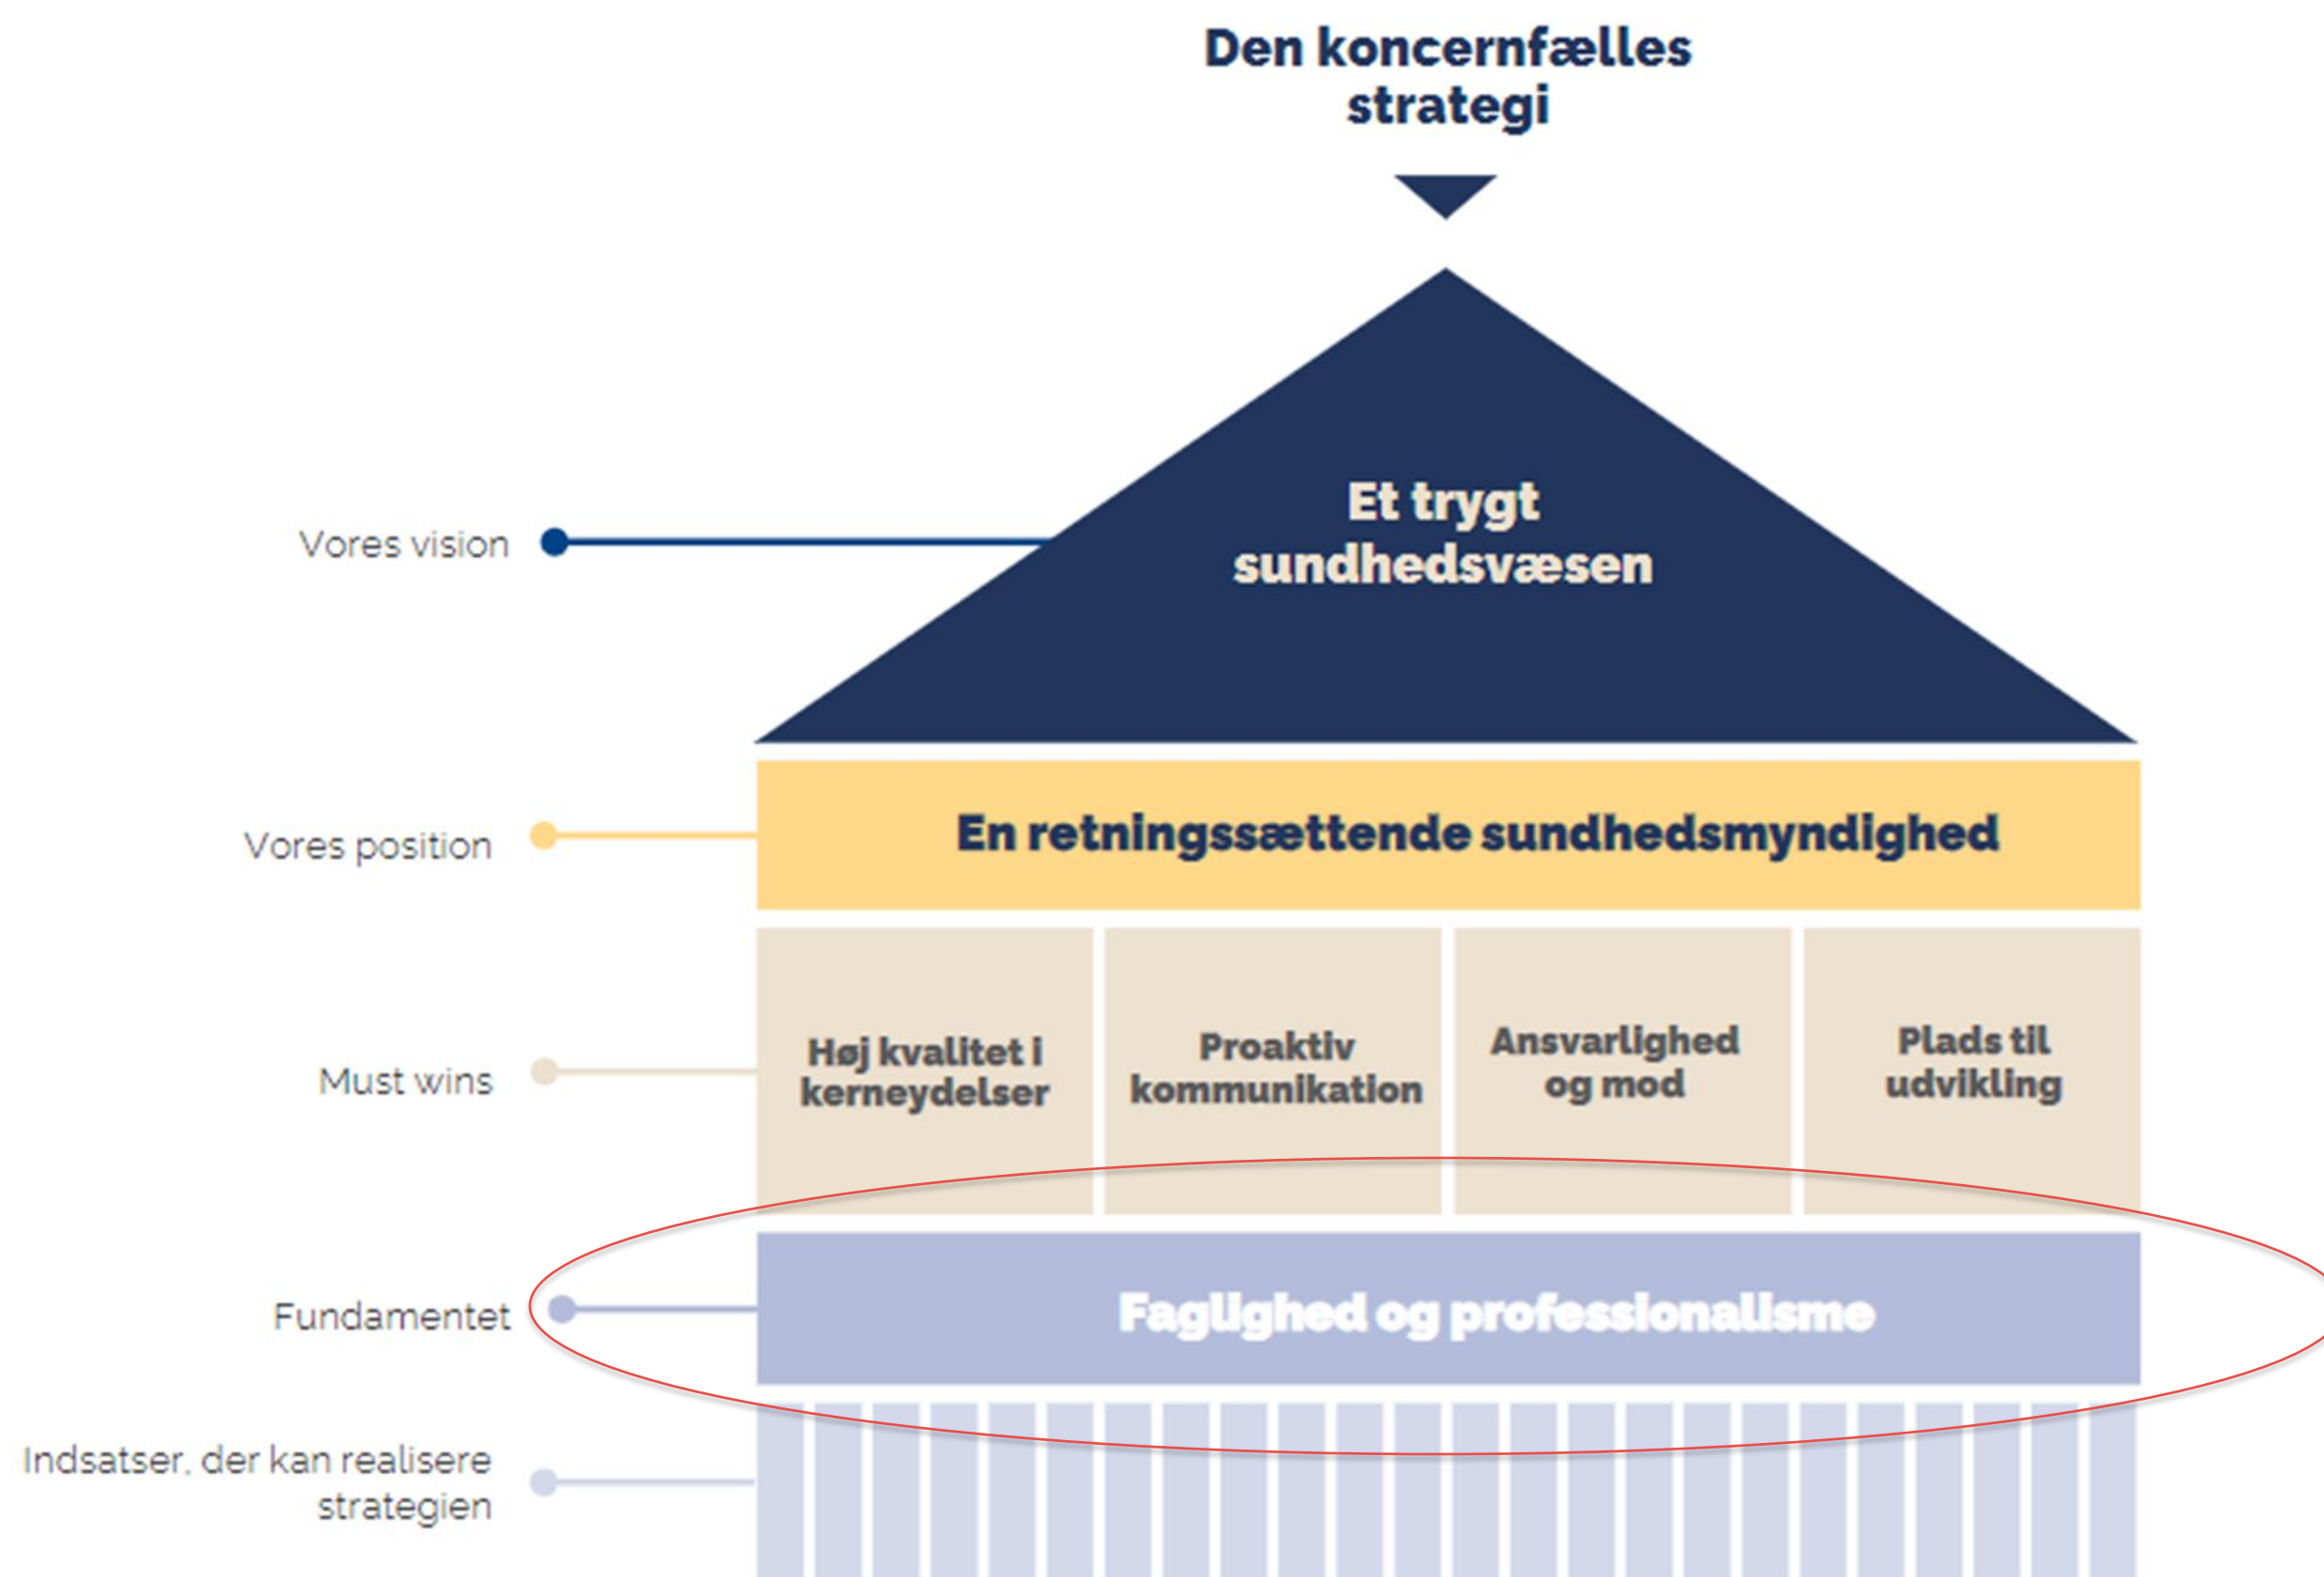 Den koncernfælles
strategi
Et trygt
sundhedsvæsen
Vores vision
En retningssættende sundhedsmyndighed
Vores position
Høj kvalitet i
kerneydelser
Proaktiv
kommunikation
Ansvarlighed
og mod
Plads til
udvikling
Must wins
Faglighed og professionalisme
Fundamentet
Indsatser, der kan realisere
strategien